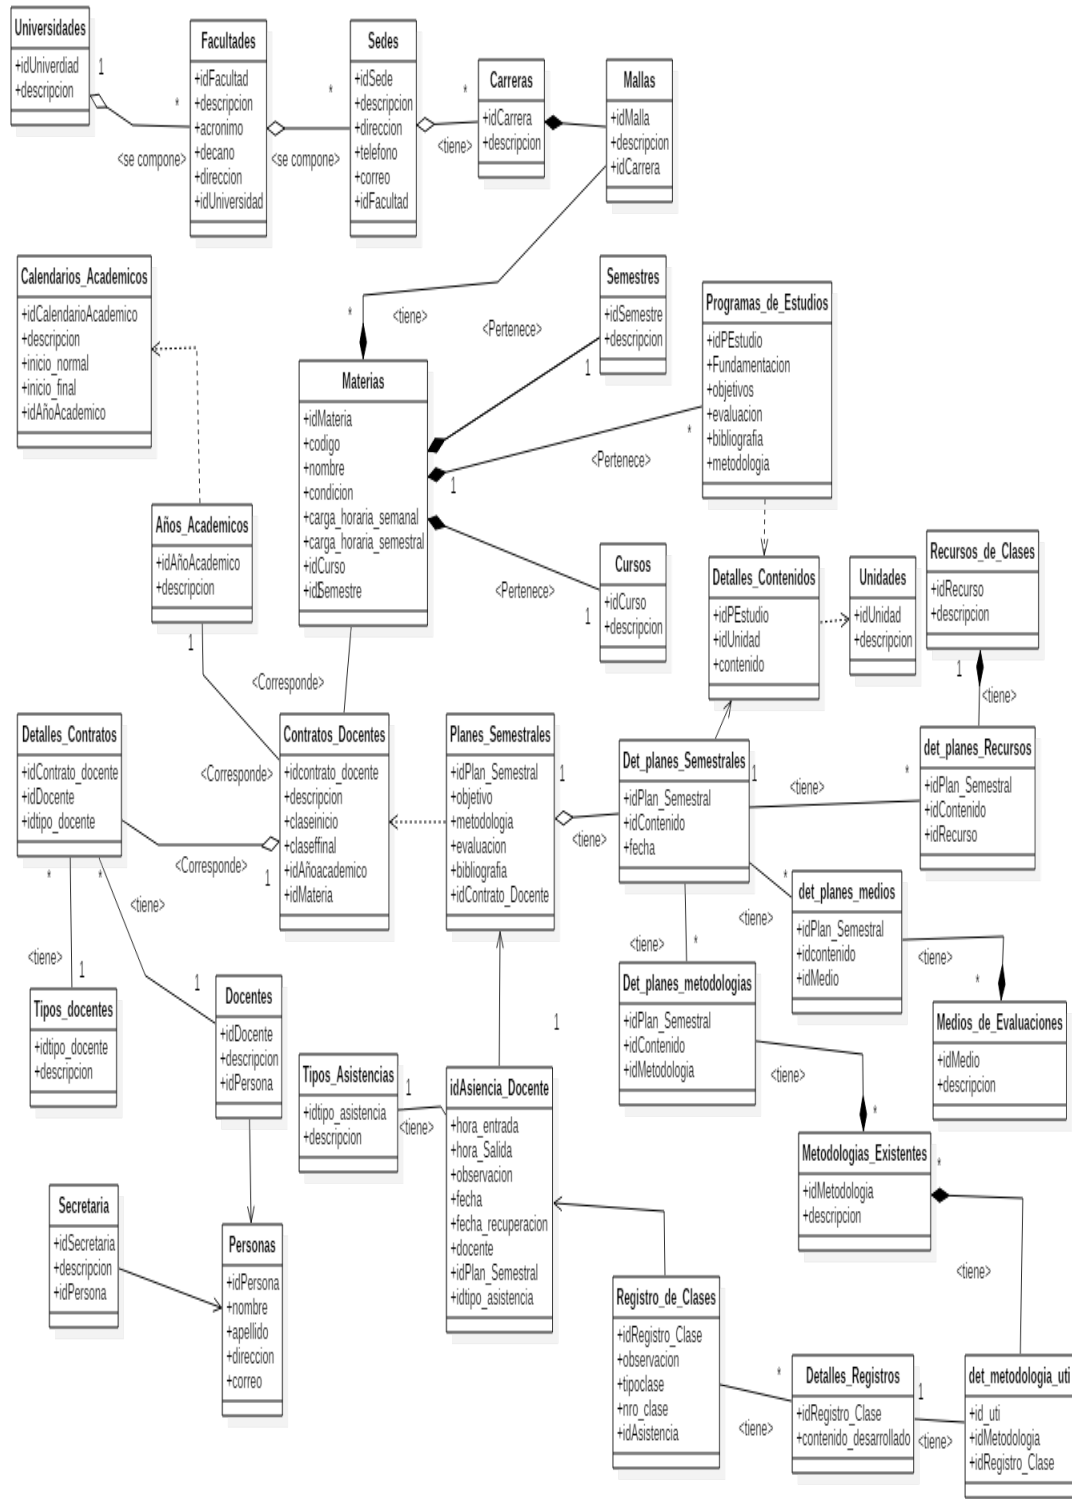 Universidades
+idUniverdiad
+descripcion
1
*
<se compone>
Facultades
+idFacultad
+descripcion
+acronimo
+decano
+direccion
+idUniversidad
*
<se compone>
Sedes
+idSede
+descripcion
+direccion
+telefono
+correo
+idFacultad
*
<tiene>
Carreras
+idCarrera
+descripcion
Mallas
+idMalla
+descripcion
+idCarrera
Calendarios_Academicos
+idCalendarioAcademico
+descripcion
+inicio_normal
+inicio_final
+idAñoAcademico
*
<tiene>
<Pertenece>
Semestres
+idSemestre
+descripcion
1
Programas_de_Estudios
+idPEstudio
+Fundamentacion
+objetivos
+evaluacion
+bibliografia
+metodologia
Materias
+idMateria
+codigo
+nombre
+condicion
+carga_horaria_semanal
+carga_horaria_semestral
+idCurso
+idSemestre
*
<Pertenece>
1
Años_Academicos
+idAñoAcademico
+descripcion
1
<Pertenece>
1
Cursos
+idCurso
+descripcion
Detalles_Contenidos
+idPEstudio
+idUnidad
+contenido
Unidades
+idUnidad
+descripcion
Recursos_de_Clases
+idRecurso
+descripcion
1
<tiene>
<Corresponde>
Detalles_Contratos
+idContrato_docente
+idDocente
+idtipo_docente
<Corresponde>
<Corresponde>
1
Contratos_Docentes
+idcontrato_docente
+descripcion
+claseinicio
+claseffinal
+idAñoacademico
+idMateria
Planes_Semestrales
+idPlan_Semestral
+objetivo
+metodologia
+evaluacion
+bibliografia
+idContrato_Docente
1
<tiene>
Det_planes_Semestrales
+idPlan_Semestral
+idContenido
+fecha
1
<tiene>
*
det_planes_Recursos
+idPlan_Semestral
+idContenido
+idRecurso
*
*
<tiene>
<tiene>
1
1
*
<tiene>
det_planes_medios
+idPlan_Semestral
+idcontenido
+idMedio
<tiene>
*
<tiene>
*
Det_planes_metodologias
+idPlan_Semestral
+idContenido
+idMetodologia
Medios_de_Evaluaciones
+idMedio
+descripcion
Tipos_docentes
+idtipo_docente
+descripcion
Docentes
+idDocente
+descripcion
+idPersona
1
Tipos_Asistencias
+idtipo_asistencia
+descripcion
1
<tiene>
idAsiencia_Docente
+hora_entrada
+hora_Salida
+observacion
+fecha
+fecha_recuperacion
+docente
+idPlan_Semestral
+idtipo_asistencia
<tiene>
*
Metodologias_Existentes
+idMetodologia
+descripcion
*
<tiene>
Secretaria
+idSecretaria
+descripcion
+idPersona
Personas
+idPersona
+nombre
+apellido
+direccion
+correo
Registro_de_Clases
+idRegistro_Clase
+observacion
+tipoclase
+nro_clase
+idAsistencia
*
<tiene>
Detalles_Registros
+idRegistro_Clase
+contenido_desarrollado
1
<tiene>
det_metodologia_uti
+id_uti
+idMetodologia
+idRegistro_Clase